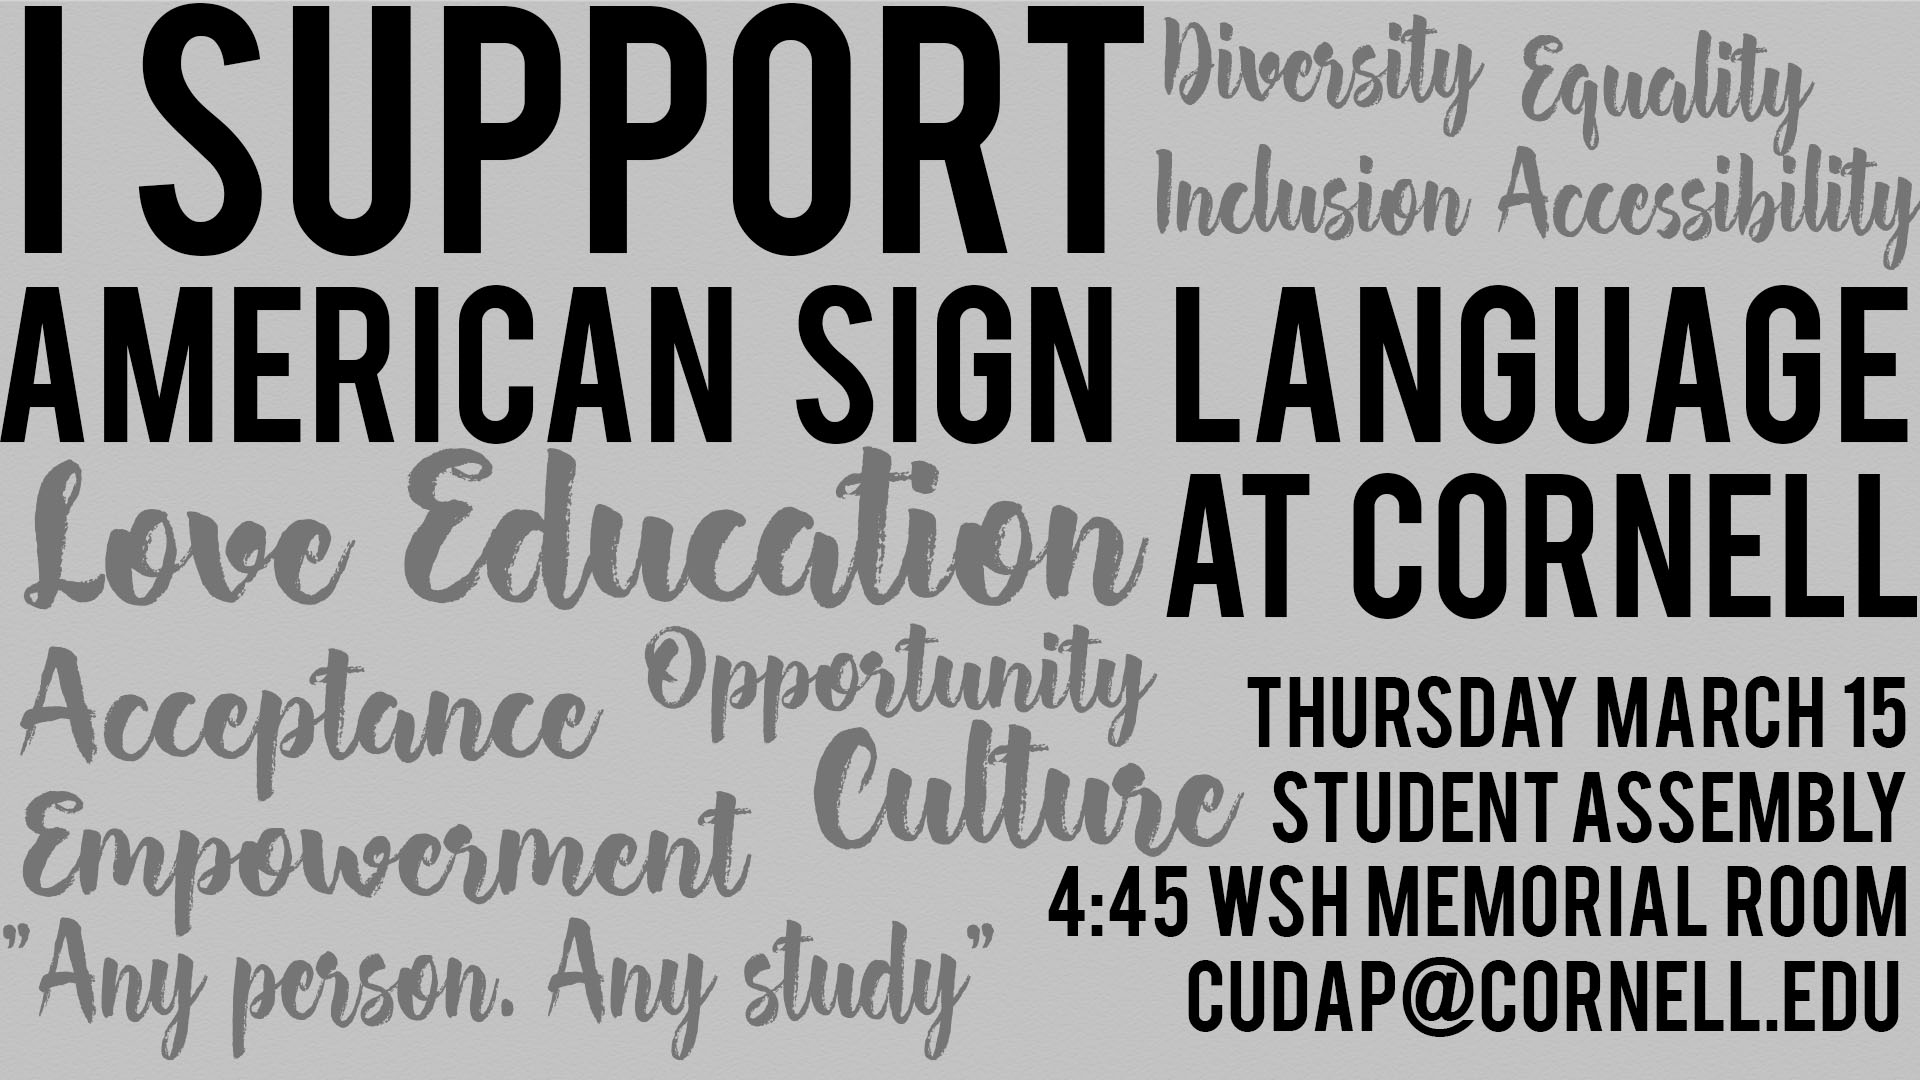 I SUPPORT
Diversity Equality
Inclusion Accessibility
AMERICAN SIGN LANGUAGE
AT CORNELL
Love Education
Acceptance Opportunity
Culture
Empowerment
"Any person. Any study"
THURSDAY MARCH 15
STUDENT ASSEMBLY
4:45 WSH MEMORIAL ROOM
CUDAP@CORNELL.EDU